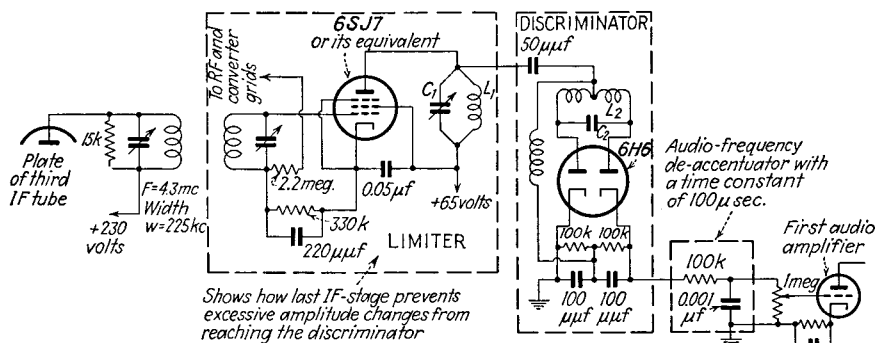 6SJ7
or its equivalent
To RF and
converter
grids
C1
L1
2.2meg.
0.05μf
330k
220μμf
LIMITER
+65volts
15k
Plate
of third
IF tube
F=4.3mc
Width
w=225kc
+230
volts
Shows how last IF-stage prevents
excessive amplitude changes from
reaching the discriminator
DISCRIMINATOR
50μμf
L2
C2
6H6
100k
100k
100
μμf
100
μμf
Audio-frequency
de-accentuator with
a time constant
of 100μ sec.
100k
0.001
μf
1meg
First audio
amplifier